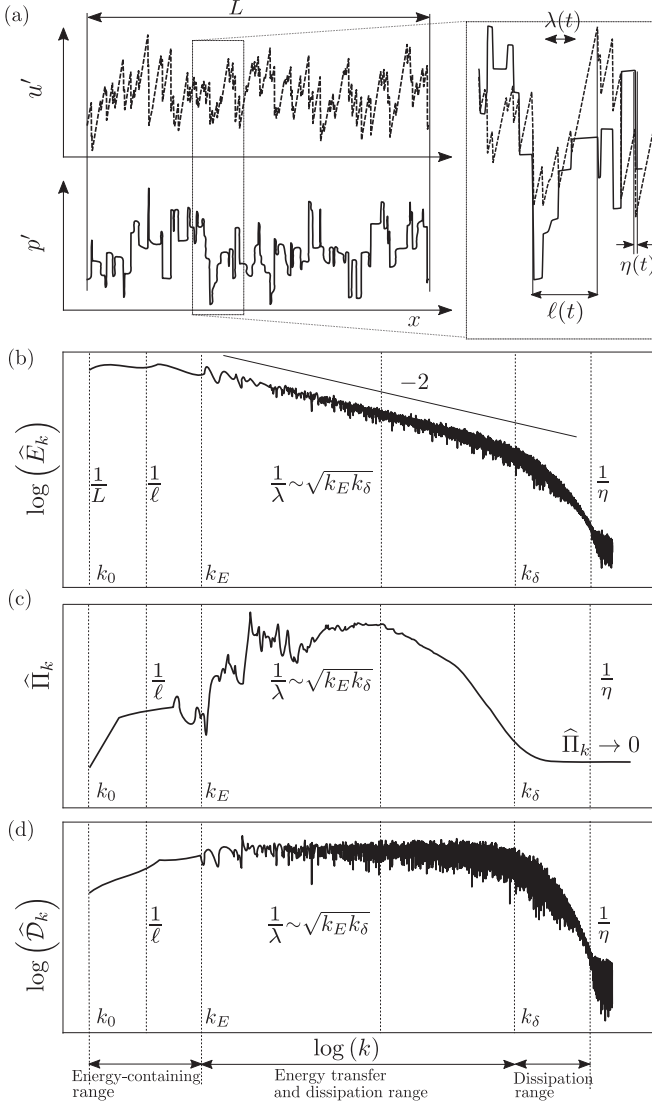 (a)
L
λ(t)
u′
p′
x
η(t)
ℓ(t)
(b)
−2
log (Ê_k)
1/L
1/ℓ
1/λ ~ √(k_E k_δ)
1/η
k_0
k_E
k_δ
(c)
Π̂_k
1/ℓ
1/λ ~ √(k_E k_δ)
1/η
Π̂_k → 0
k_0
k_E
k_δ
(d)
log (𝒟̂_k)
1/ℓ
1/λ ~ √(k_E k_δ)
1/η
k_0
k_E
k_δ
log (k)
Energy-containing
range
Energy transfer
and dissipation range
Dissipation
range